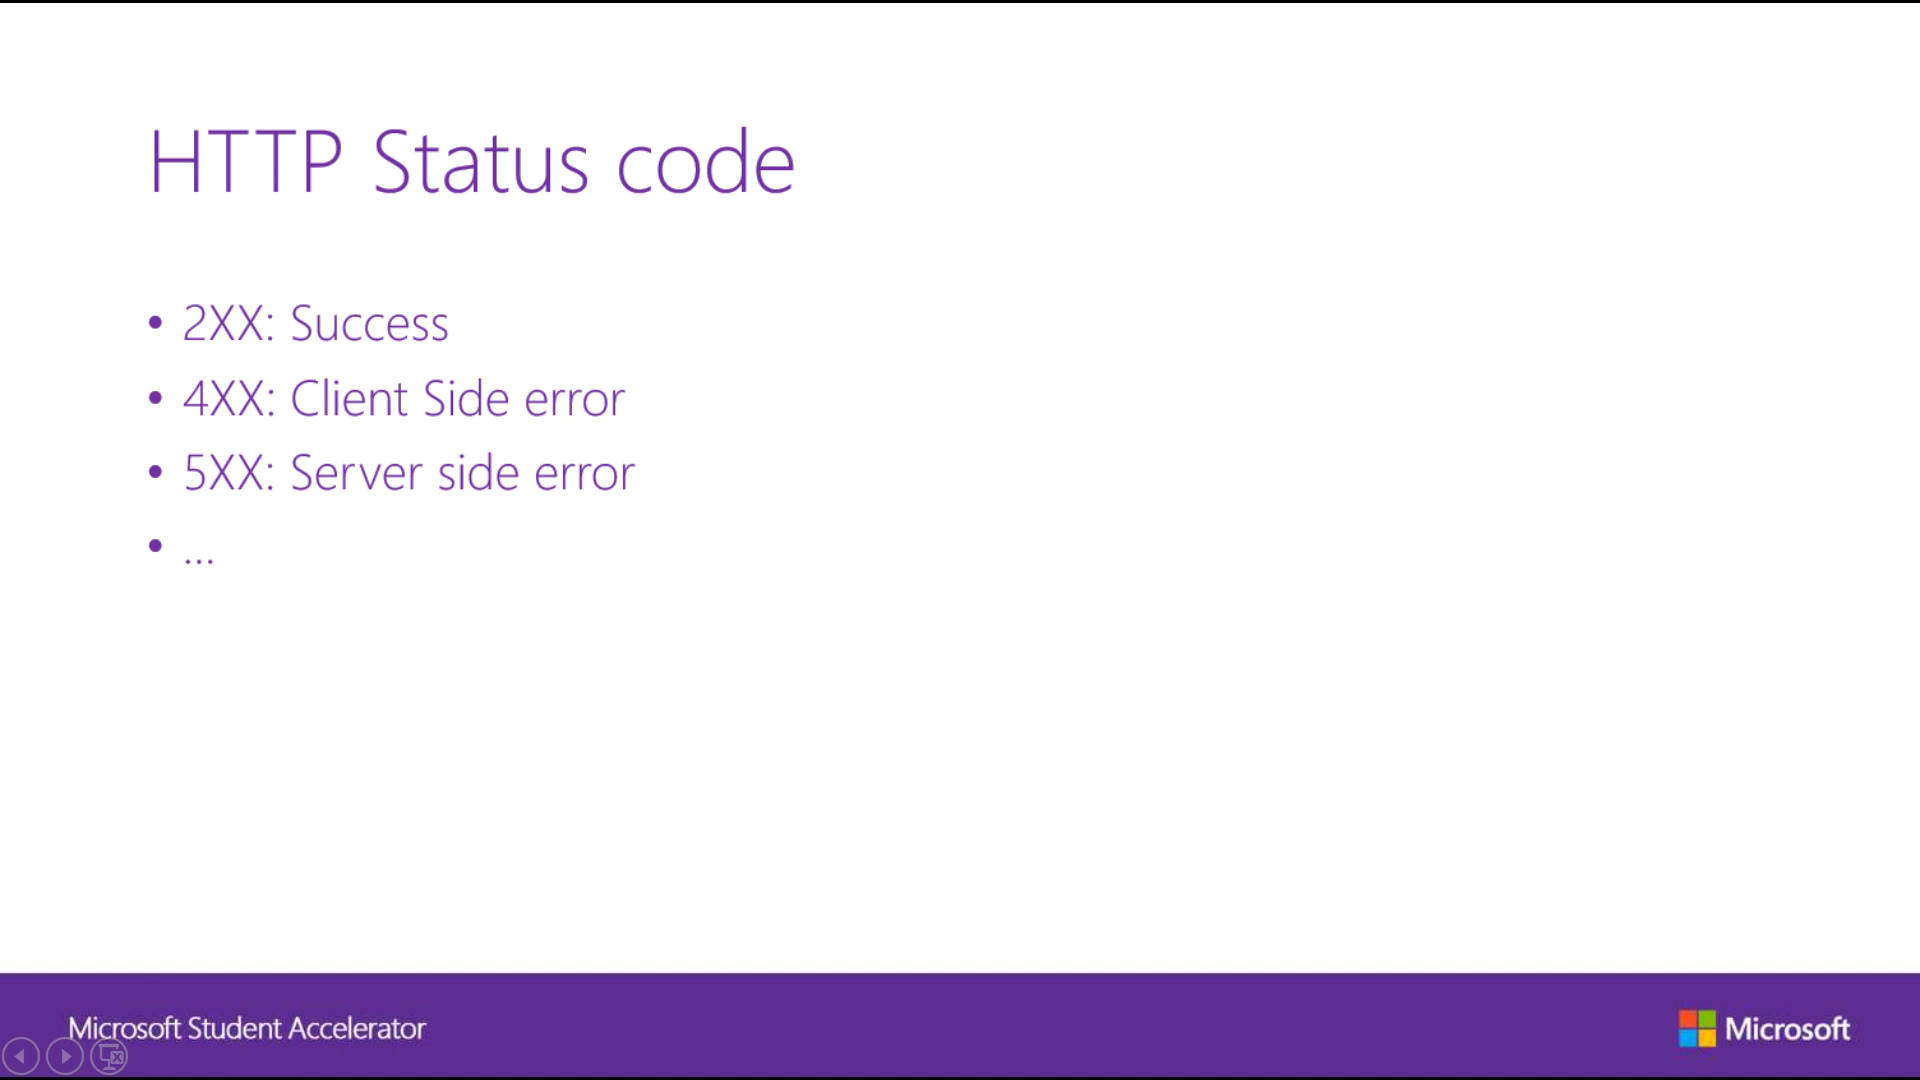 HTTP Status code
• 2XX: Success
• 4XX: Client Side error
• 5XX: Server side error
• ...
Microsoft Student Accelerator
Microsoft